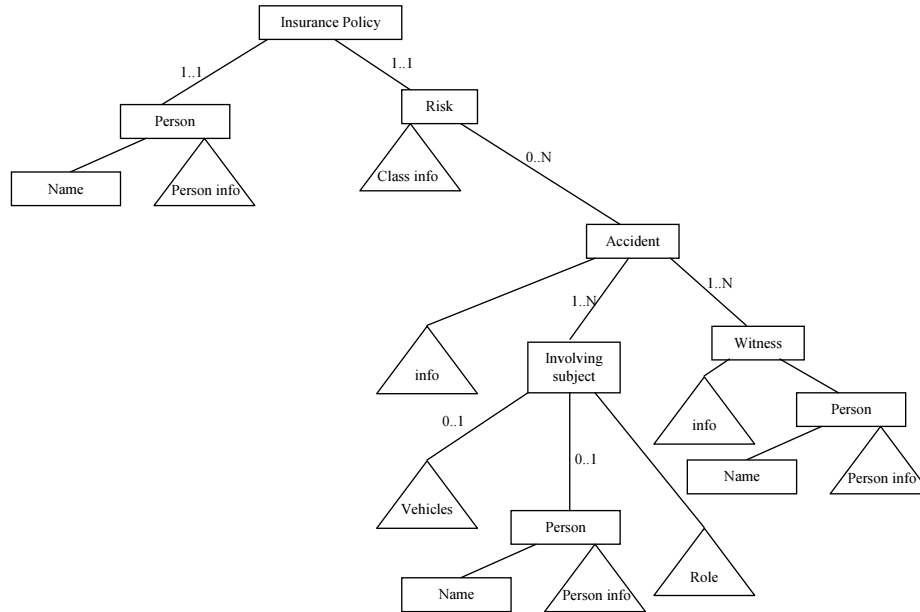 Insurance Policy
1..1
1..1
Person
Risk
Name
Person info
Class info
0..N
Accident
1..N
1..N
info
Involving
subject
Witness
0..1
0..1
info
Person
Vehicles
Name
Person info
Person
Name
Person info
Role